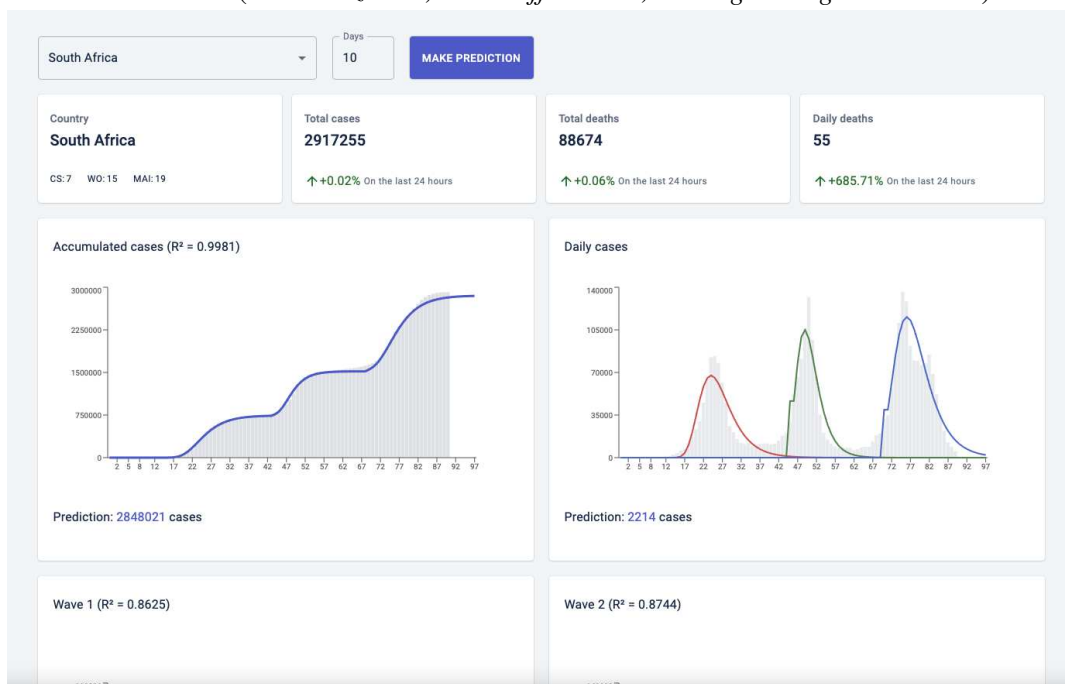 Days
South Africa
10
MAKE PREDICTION
Country
South Africa
CS: 7 WO: 15 MAI: 19
Total cases
2917255
+0.02% On the last 24 hours
Total deaths
88674
+0.06% On the last 24 hours
Daily deaths
55
+685.71% On the last 24 hours
Accumulated cases (R² = 0.9981)
3000000
2250000
1500000
750000
0
2 5 8 12 17 22 27 32 37 42 47 52 57 62 67 72 77 82 87 92 97
Prediction: 2848021 cases
Daily cases
140000
105000
70000
35000
0
2 5 8 12 17 22 27 32 37 42 47 52 57 62 67 72 77 82 87 92 97
Prediction: 2214 cases
Wave 1 (R² = 0.8625)
Wave 2 (R² = 0.8744)